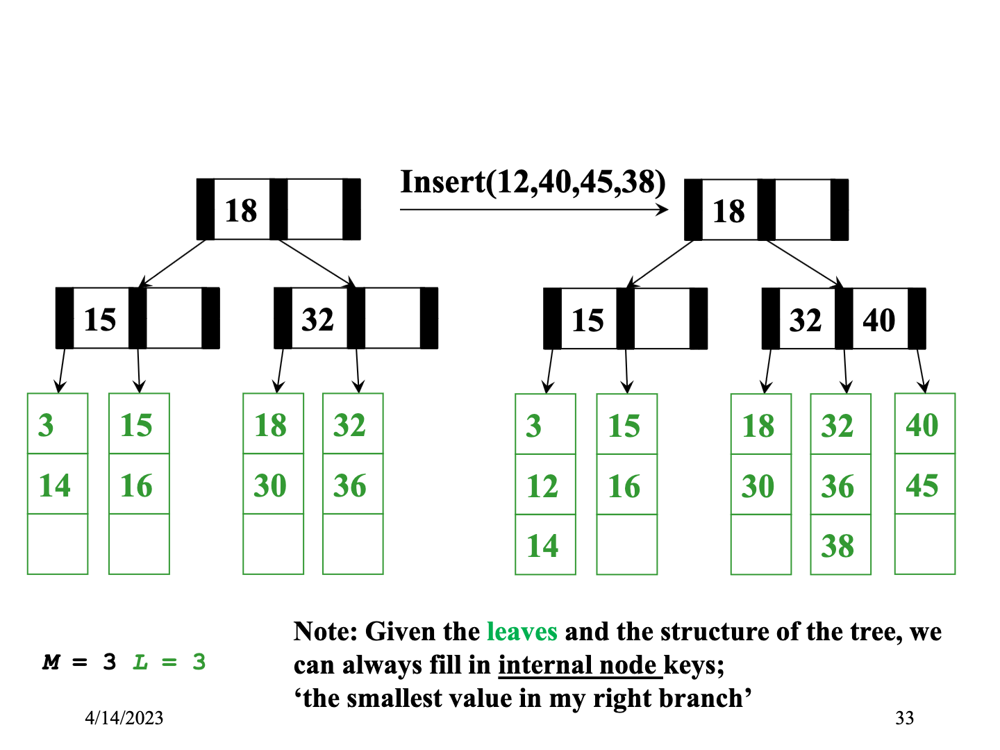 Insert(12,40,45,38)
18
18
15
32
15
32 40
3 15 18 32
3 15 18 32 40
14 16 30 36
12 16 30 36 45
14 38
Note: Given the leaves and the structure of the tree, we
can always fill in internal node keys;
‘the smallest value in my right branch’
M = 3 L = 3
4/14/2023
33